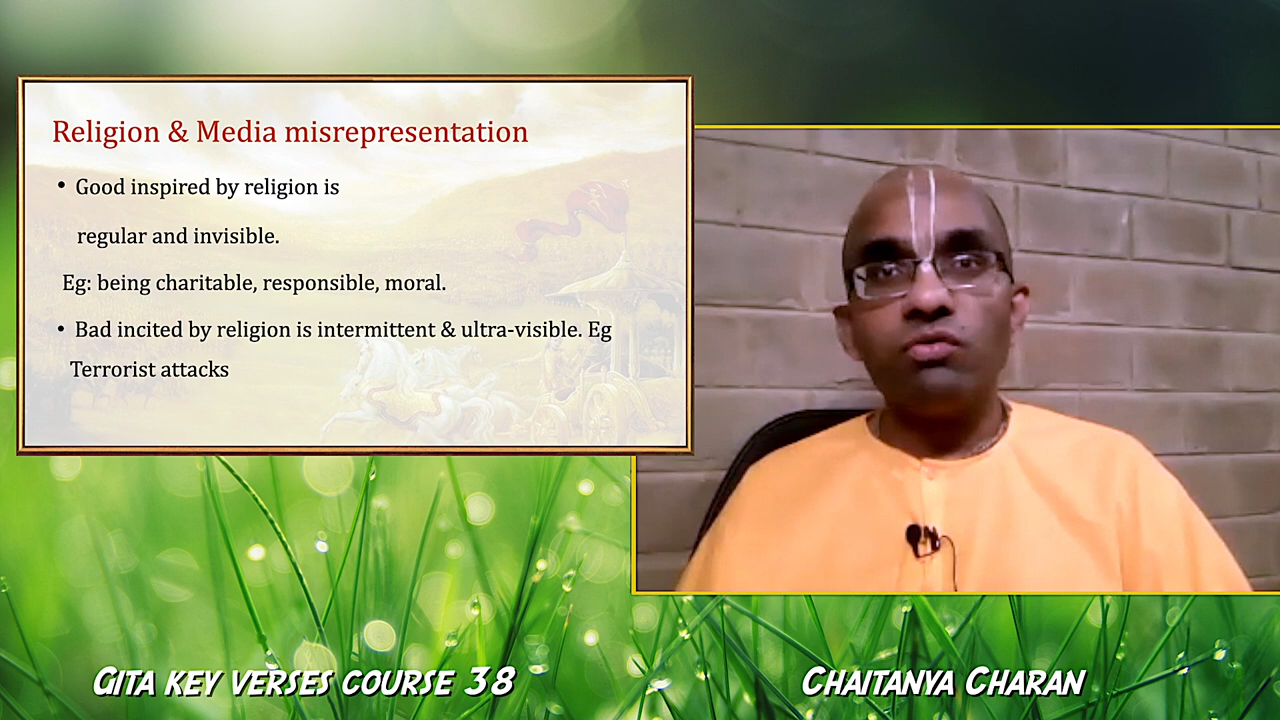 Religion & Media misrepresentation
• Good inspired by religion is
regular and invisible.
Eg: being charitable, responsible, moral.
• Bad incited by religion is intermittent & ultra-visible. Eg
Terrorist attacks
GITA KEY VERSES COURSE 38
CHAITANYA CHARAN